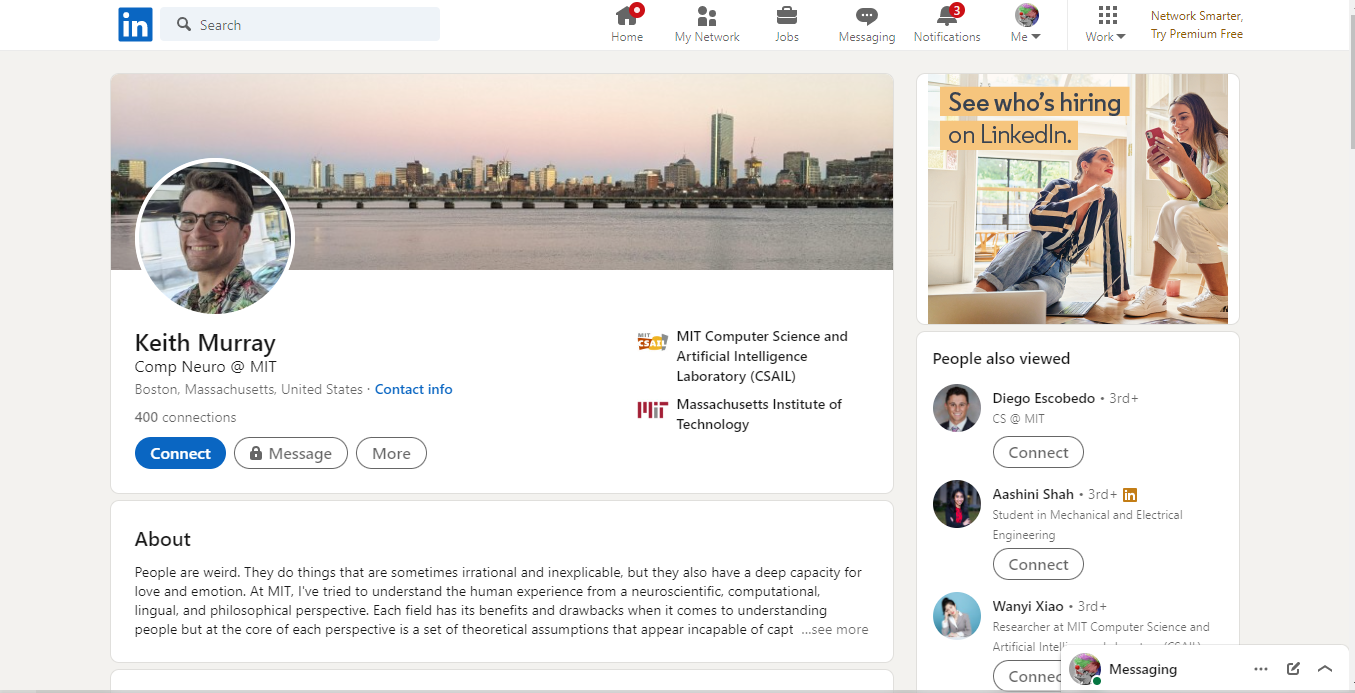 in
Search
Home
My Network
Jobs
Messaging
3
Notifications
Me
Work
Network Smarter,
Try Premium Free
Keith Murray
Comp Neuro @ MIT
Boston, Massachusetts, United States · Contact info
400 connections
Connect
Message
More
MIT
CSAIL
MIT Computer Science and
Artificial Intelligence
Laboratory (CSAIL)
MIT
Massachusetts Institute of
Technology
About
People are weird. They do things that are sometimes irrational and inexplicable, but they also have a deep capacity for
love and emotion. At MIT, I've tried to understand the human experience from a neuroscientific, computational,
lingual, and philosophical perspective. Each field has its benefits and drawbacks when it comes to understanding
people but at the core of each perspective is a set of theoretical assumptions that appear incapable of capt ...see more
See who's hiring
on LinkedIn.
People also viewed
Diego Escobedo • 3rd+
CS @ MIT
Connect
Aashini Shah • 3rd+ in
Student in Mechanical and Electrical
Engineering
Connect
Wanyi Xiao • 3rd+
Researcher at MIT Computer Science and
Artificial
Messaging